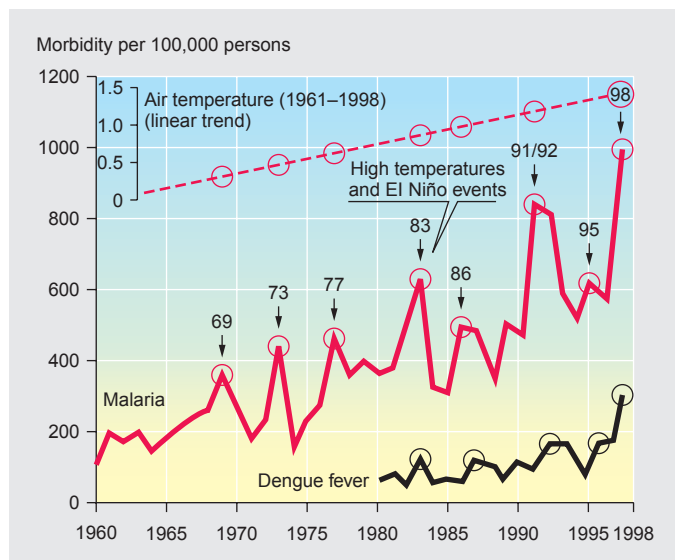 Morbidity per 100,000 persons
1200
1000
800
600
400
200
0
1.5
1.0
0.5
0
Air temperature (1961–1998)
(linear trend)
High temperatures
and El Niño events
69
73
77
83
86
91/92
95
98
Malaria
Dengue fever
1960 1965 1970 1975 1980 1985 1990 1995 1998